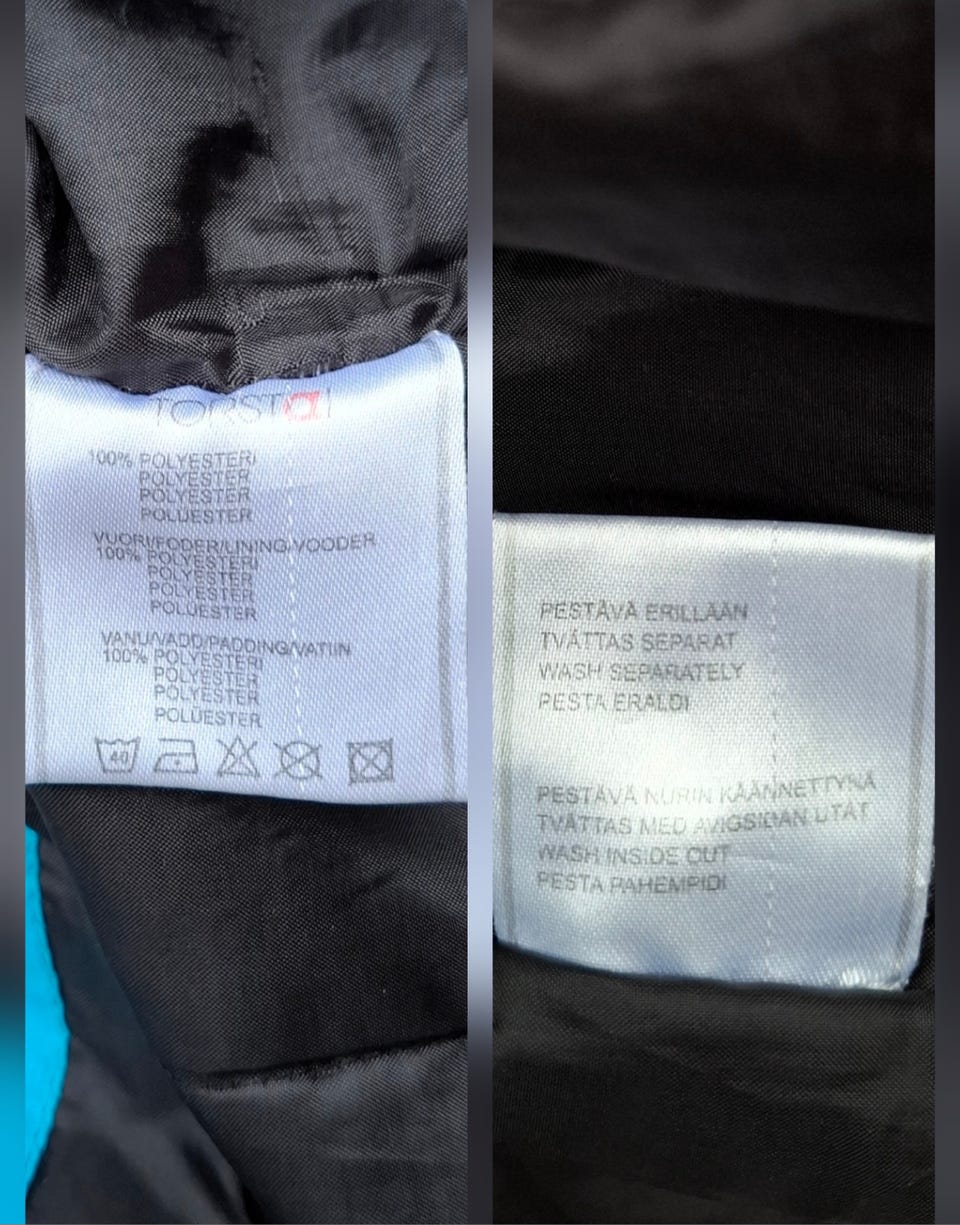 TORSTAI
100% POLYESTERI
POLYESTER
POLYESTER
POLÜESTER
VUORI/FODER/LINING/VOODER
100% POLYESTERI
POLYESTER
POLYESTER
POLÜESTER
VANU/VADD/PADDING/VATIIN
100% POLYESTERI
POLYESTER
POLYESTER
POLÜESTER
40
PESTÄVÄ ERILLÄÄN
TVÄTTAS SEPARAT
WASH SEPARATELY
PESTA ERALDI
PESTÄVÄ NURIN KÄÄNNETTYNÄ
TVÄTTAS MED AVIGSIDAN UTÅT
WASH INSIDE OUT
PESTA PAHEMPIDI